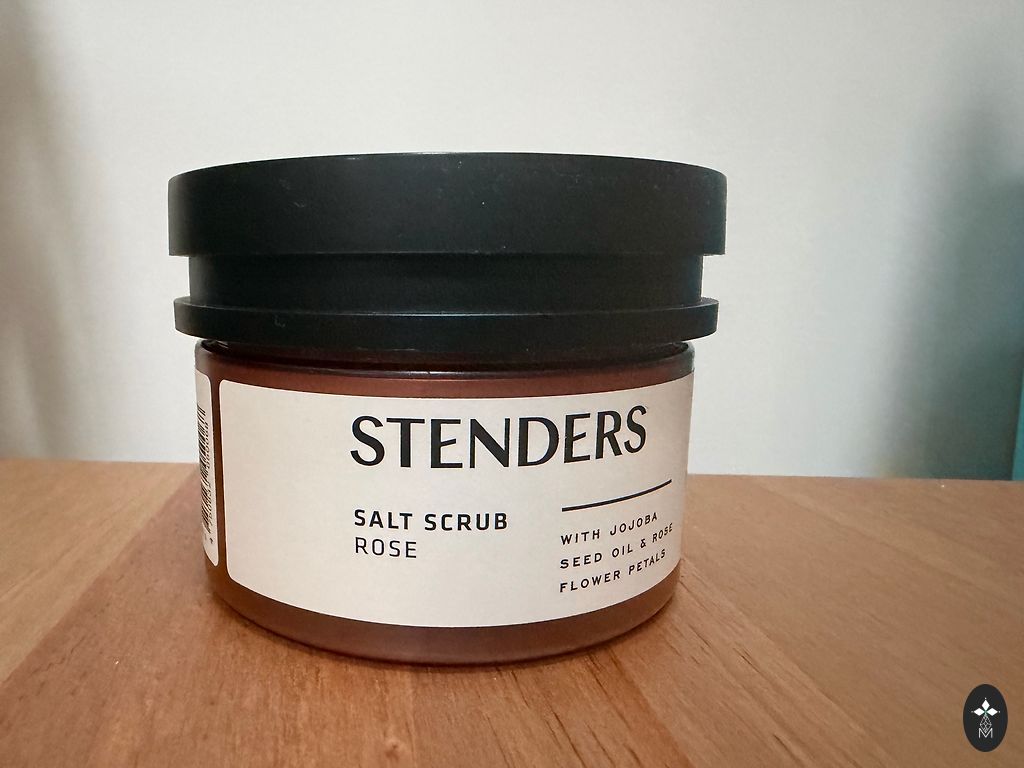 STENDERS
SALT SCRUB
ROSE
WITH JOJOBA
SEED OIL & ROSE
FLOWER PETALS
M